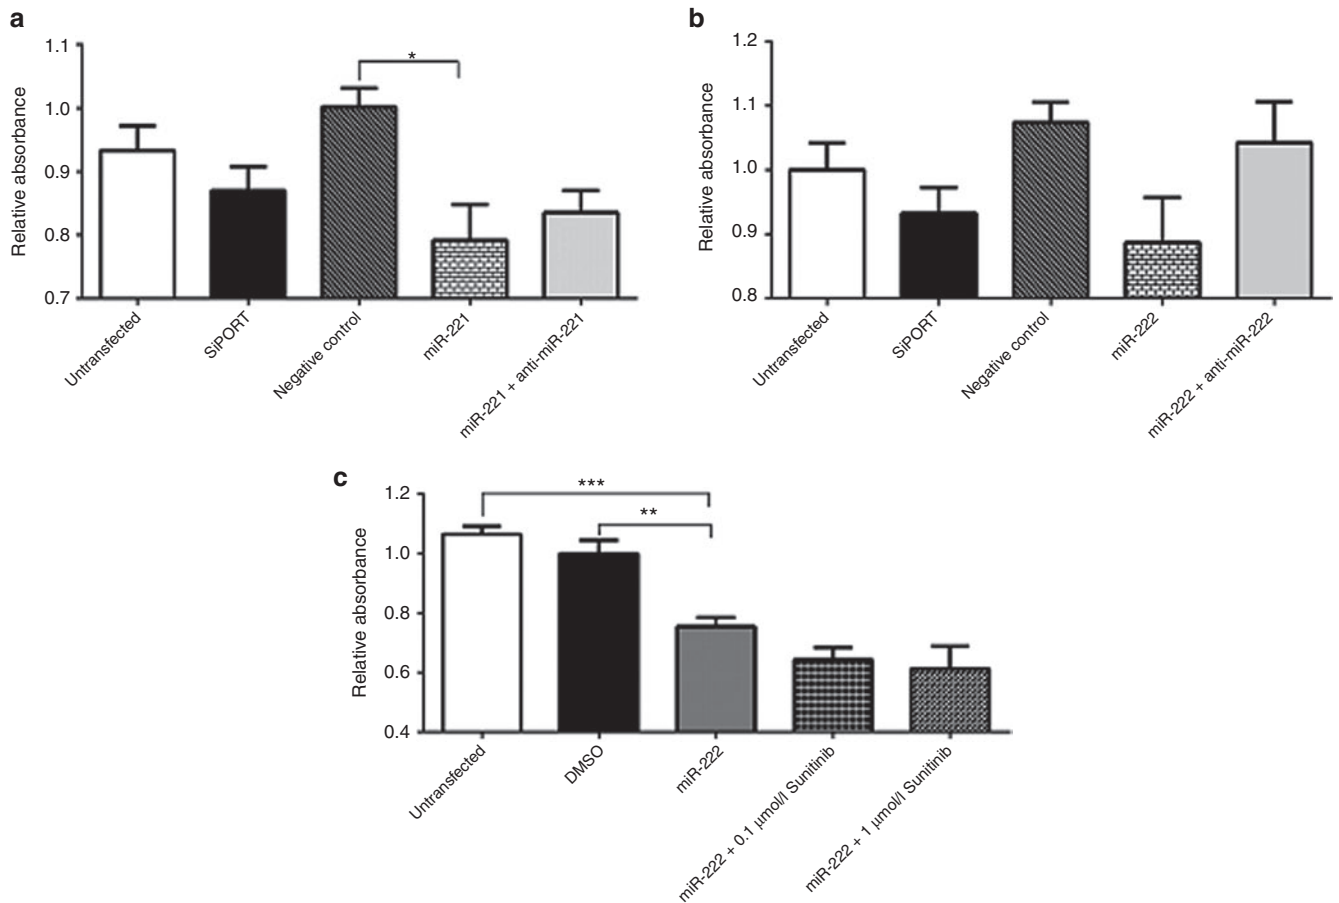 a
Relative absorbance
1.1
1.0
0.9
0.8
0.7
*
Untransfected
SiPORT
Negative control
miR-221
miR-221 + anti-miR-221
b
Relative absorbance
1.2
1.1
1.0
0.9
0.8
Untransfected
SiPORT
Negative control
miR-222
miR-222 + anti-miR-222
c
Relative absorbance
1.2
1.0
0.8
0.6
0.4
***
**
Untransfected
DMSO
miR-222
miR-222 + 0.1 μmol/l Sunitinib
miR-222 + 1 μmol/l Sunitinib